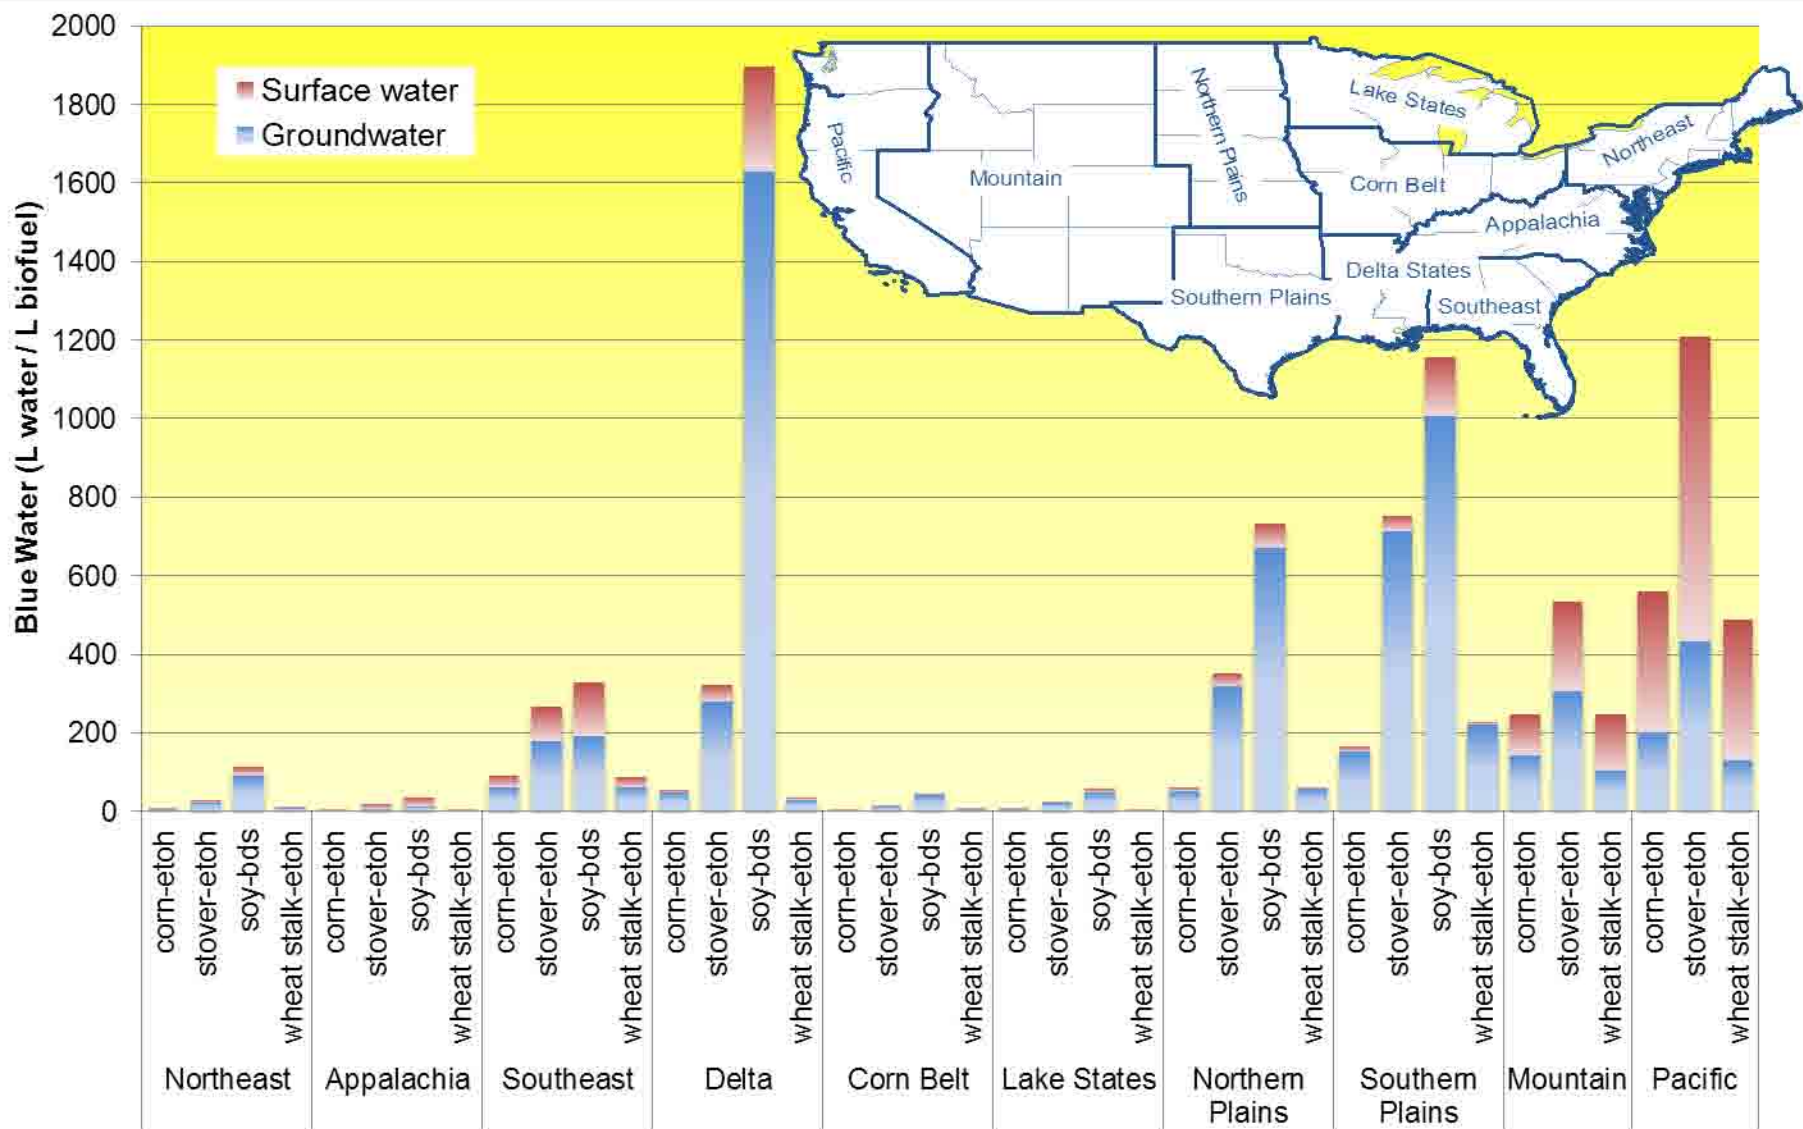 2000
1800
1600
1400
1200
1000
800
600
400
200
0
Blue Water (L water / L biofuel)
Surface water
Groundwater
Pacific
Mountain
Northern Plains
Lake States
Corn Belt
Northeast
Appalachia
Delta States
Southern Plains
Southeast
corn-etoh
stover-etoh
soy-bds
wheat stalk-etoh
corn-etoh
stover-etoh
soy-bds
wheat stalk-etoh
corn-etoh
stover-etoh
soy-bds
wheat stalk-etoh
corn-etoh
stover-etoh
soy-bds
wheat stalk-etoh
corn-etoh
stover-etoh
soy-bds
wheat stalk-etoh
corn-etoh
stover-etoh
soy-bds
wheat stalk-etoh
corn-etoh
stover-etoh
soy-bds
wheat stalk-etoh
corn-etoh
stover-etoh
soy-bds
wheat stalk-etoh
corn-etoh
stover-etoh
wheat stalk-etoh
corn-etoh
stover-etoh
wheat stalk-etoh
Northeast
Appalachia
Southeast
Delta
Corn Belt
Lake States
Northern
Plains
Southern
Plains
Mountain
Pacific